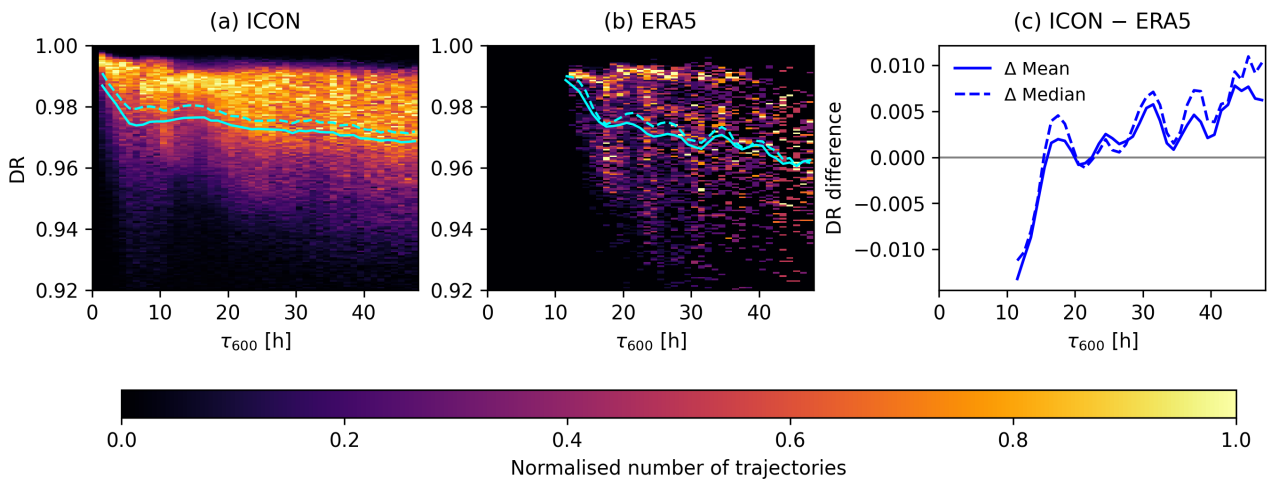 (a) ICON
(b) ERA5
(c) ICON − ERA5
DR
1.00
0.98
0.96
0.94
0.92
0 10 20 30 40
τ600 [h]
1.00
0.98
0.96
0.94
0.92
0 10 20 30 40
τ600 [h]
DR difference
0.010
0.005
0.000
−0.005
−0.010
Δ Mean
Δ Median
0 10 20 30 40
τ600 [h]
0.0 0.2 0.4 0.6 0.8 1.0
Normalised number of trajectories